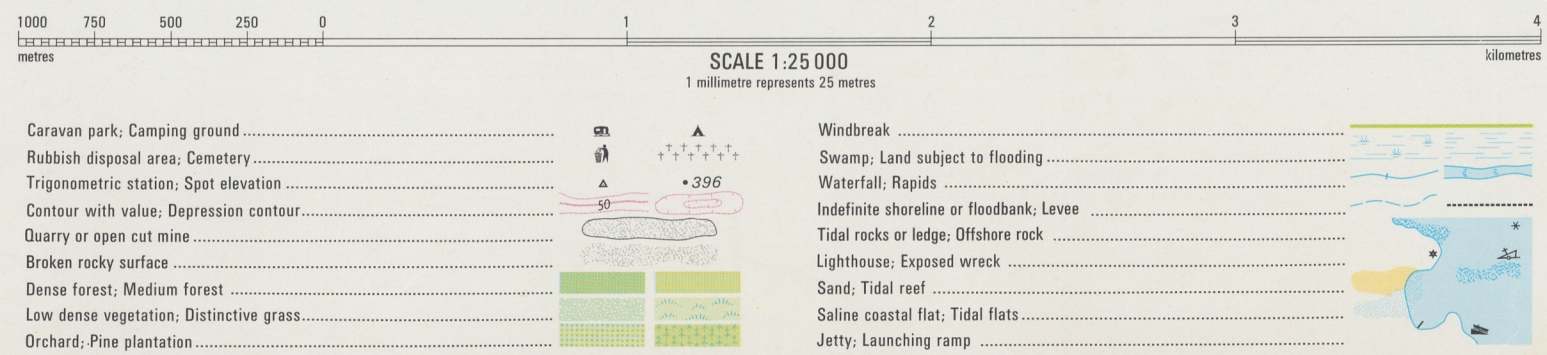 1000 750 500 250 0 1 2 3 4
metres kilometres
SCALE 1:25 000
1 millimetre represents 25 metres
Caravan park; Camping ground
Rubbish disposal area; Cemetery
Trigonometric station; Spot elevation •396
Contour with value; Depression contour 50
Quarry or open cut mine
Broken rocky surface
Dense forest; Medium forest
Low dense vegetation; Distinctive grass
Orchard; Pine plantation
Windbreak
Swamp; Land subject to flooding
Waterfall; Rapids
Indefinite shoreline or floodbank; Levee
Tidal rocks or ledge; Offshore rock
Lighthouse; Exposed wreck
Sand; Tidal reef
Saline coastal flat; Tidal flats
Jetty; Launching ramp